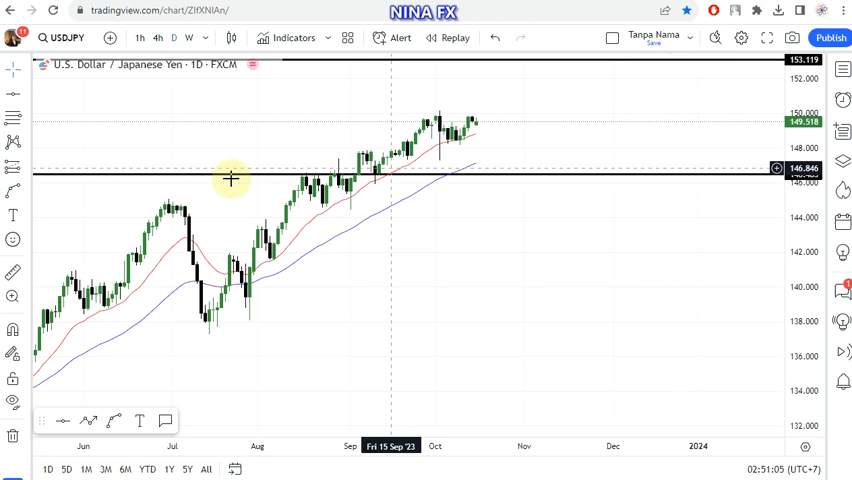 tradingview.com/chart/ZIfXNIAn/
NINA FX
11
USDJPY
1h 4h D W
Indicators
Alert
Replay
Tanpa Nama
Save
Publish
U.S. Dollar / Japanese Yen · 1D · FXCM
153.119
152.000
150.000
149.518
148.000
146.846
146.000
144.000
142.000
140.000
138.000
136.000
134.000
132.000
1
Jun Jul Aug Sep Fri 15 Sep '23 Oct Nov Dec 2024
1D 5D 1M 3M 6M YTD 1Y 5Y All
02:51:05 (UTC+7)